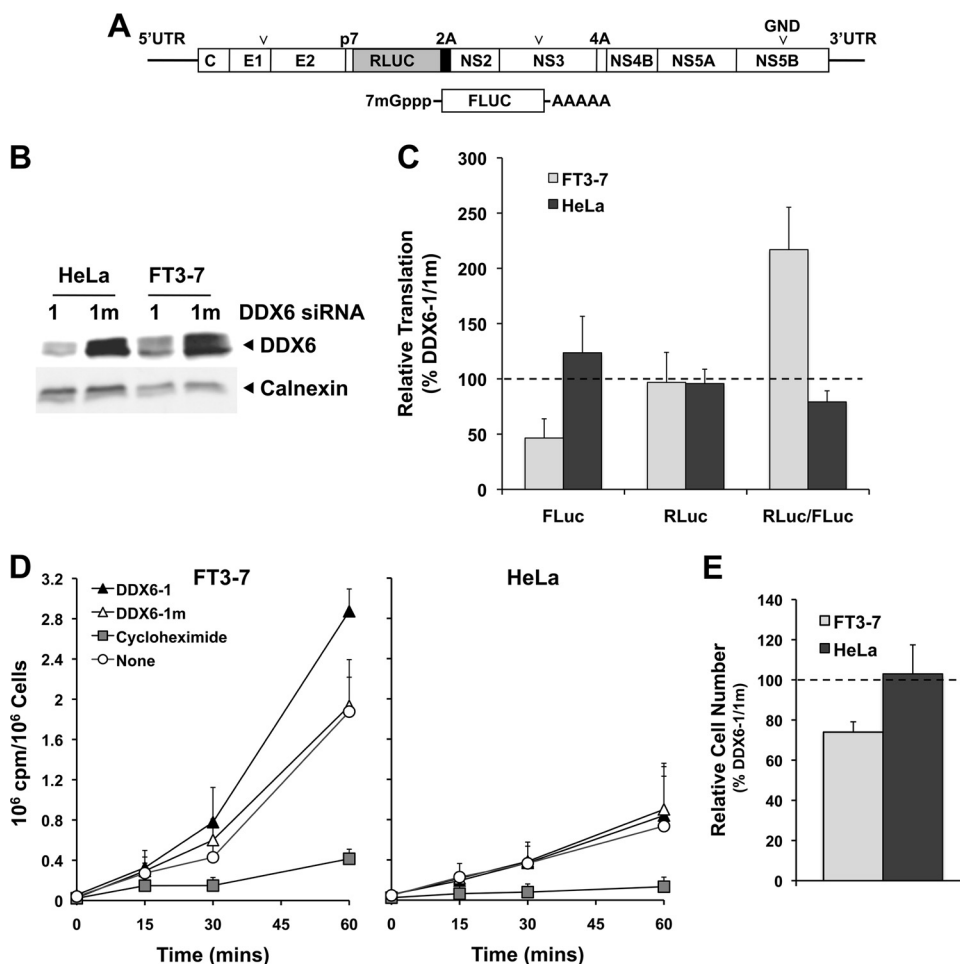 A
5'UTR
p7
2A
4A
GND
3'UTR
C E1 E2 RLUC NS2 NS3 NS4B NS5A NS5B
7mGppp FLUC AAAAA
B
HeLa FT3-7
1 1m 1 1m DDX6 siRNA
DDX6
Calnexin
C
Relative Translation
(% DDX6-1/1m)
300
250
200
150
100
50
0
FT3-7
HeLa
FLuc RLuc RLuc/FLuc
D
FT3-7
HeLa
DDX6-1
DDX6-1m
Cycloheximide
None
10⁶ cpm/10⁶ Cells
3.2
2.8
2.4
2
1.6
1.2
0.8
0.4
0
0 15 30 45 60
Time (mins)
0 15 30 45 60
Time (mins)
E
Relative Cell Number
(% DDX6-1/1m)
140
120
100
80
60
40
20
0
FT3-7
HeLa